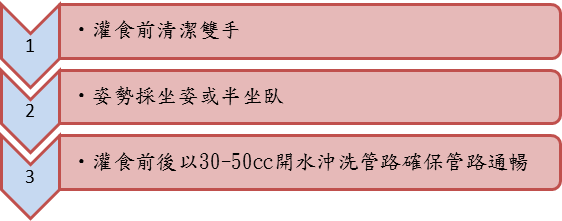 1
・灌食前清潔雙手
2
・姿勢採坐姿或半坐臥
3
・灌食前後以30-50cc開水沖洗管路確保管路通暢